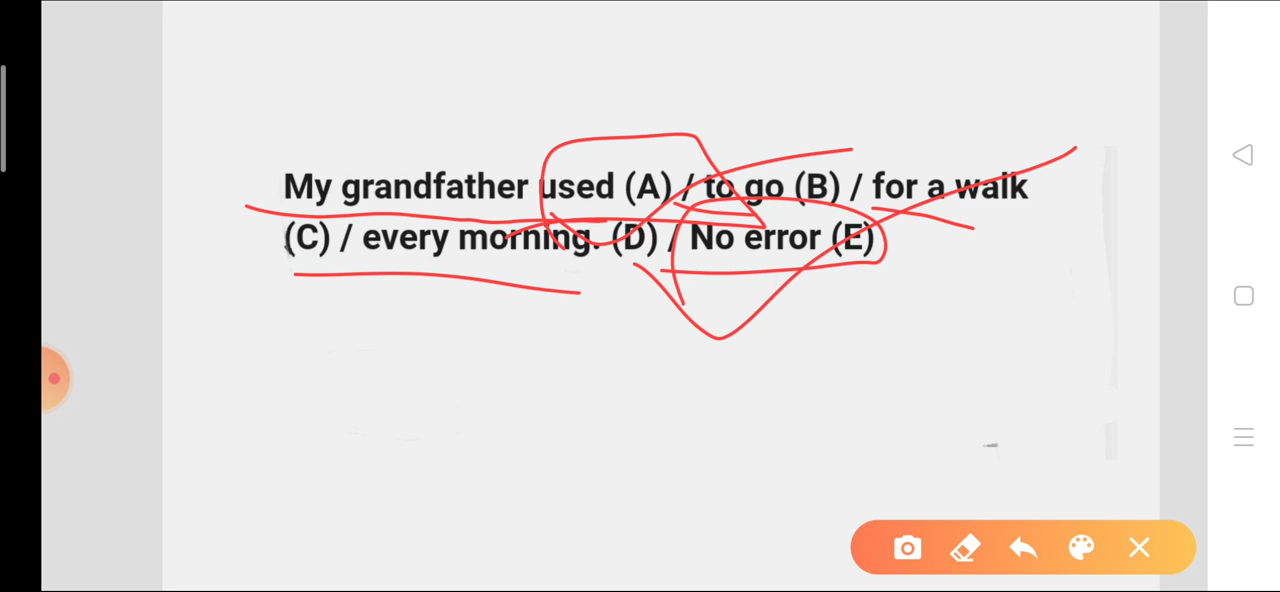 My grandfather used (A) / to go (B) / for a walk
(C) / every morning. (D) / No error (E)